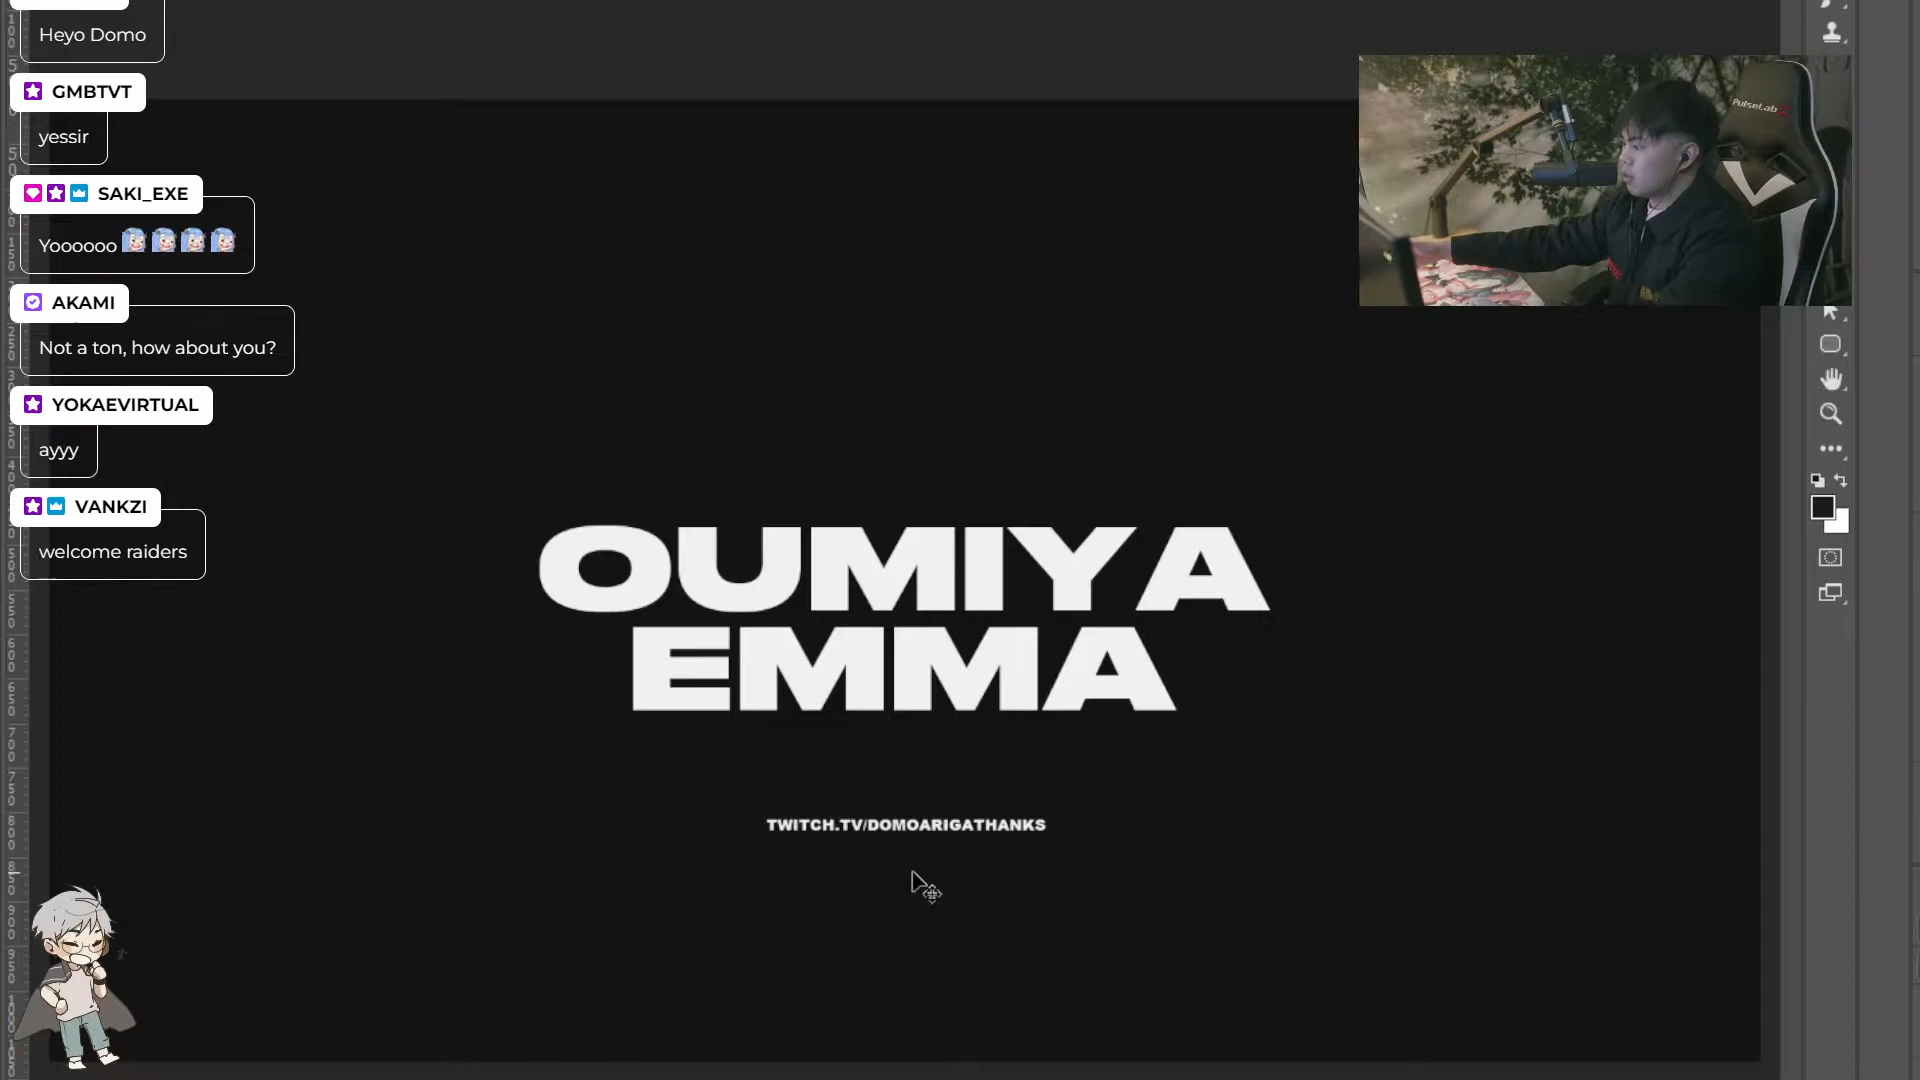 Heyo Domo
GMBTVT
yessir
SAKI_EXE
Yoooooo
AKAMI
Not a ton, how about you?
YOKAEVIRTUAL
ayyy
VANKZI
welcome raiders
PulseLab
OUMIYA
EMMA
TWITCH.TV/DOMOARIGATHANKS